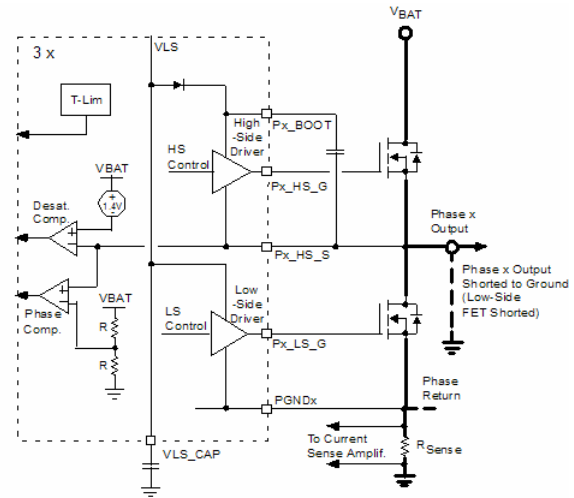 3 x
VLS
VBAT
T-Lim
High
-Side
Driver
Px_BOOT
HS
Control
Px_HS_G
VBAT
+
1.4V
-
Desat.
Comp.
+
-
Px_HS_S
Phase x
Output
Phase x Output
Shorted to Ground
(Low-Side
FET Shorted)
Low
-Side
Driver
+
-
Phase
Comp.
VBAT
R
R
LS
Control
Px_LS_G
PGNDx
Phase
Return
To Current
Sense Amplif.
RSense
VLS_CAP